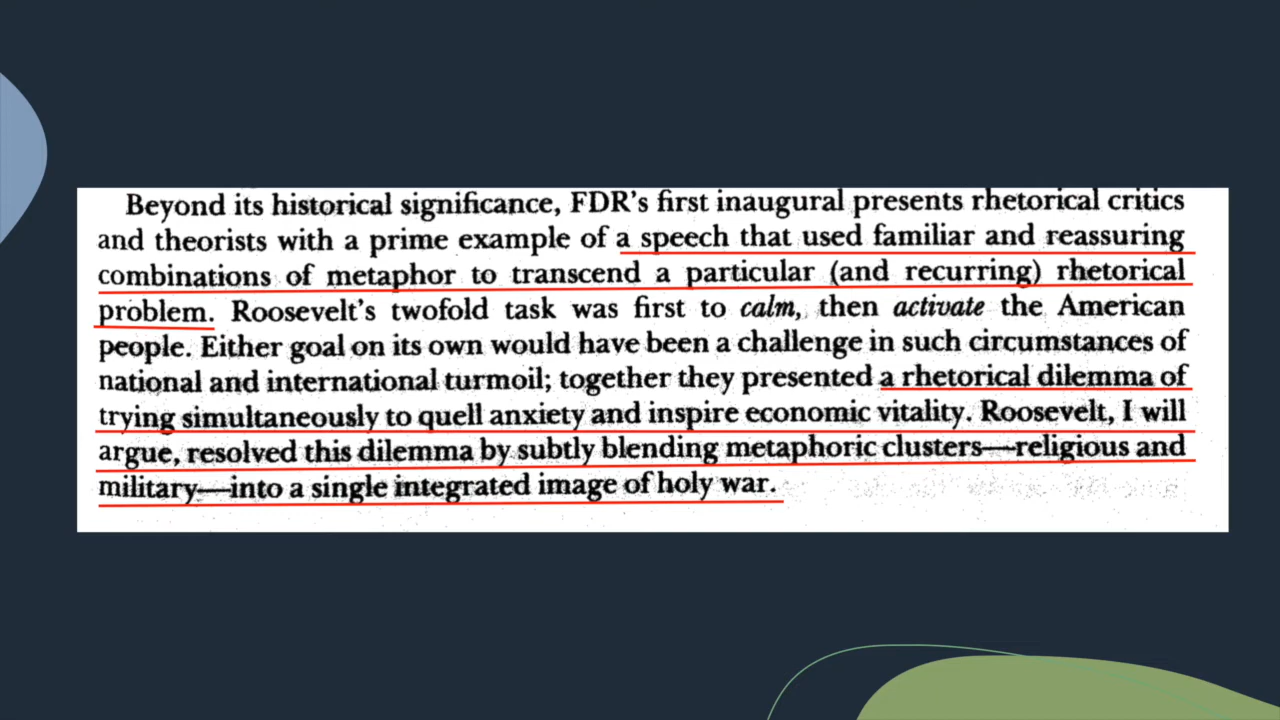 Beyond its historical significance, FDR's first inaugural presents rhetorical critics
and theorists with a prime example of a speech that used familiar and reassuring
combinations of metaphor to transcend a particular (and recurring) rhetorical
problem. Roosevelt's twofold task was first to calm, then activate the American
people. Either goal on its own would have been a challenge in such circumstances of
national and international turmoil; together they presented a rhetorical dilemma of
trying simultaneously to quell anxiety and inspire economic vitality. Roosevelt, I will
argue, resolved this dilemma by subtly blending metaphoric clusters—religious and
military—into a single integrated image of holy war.